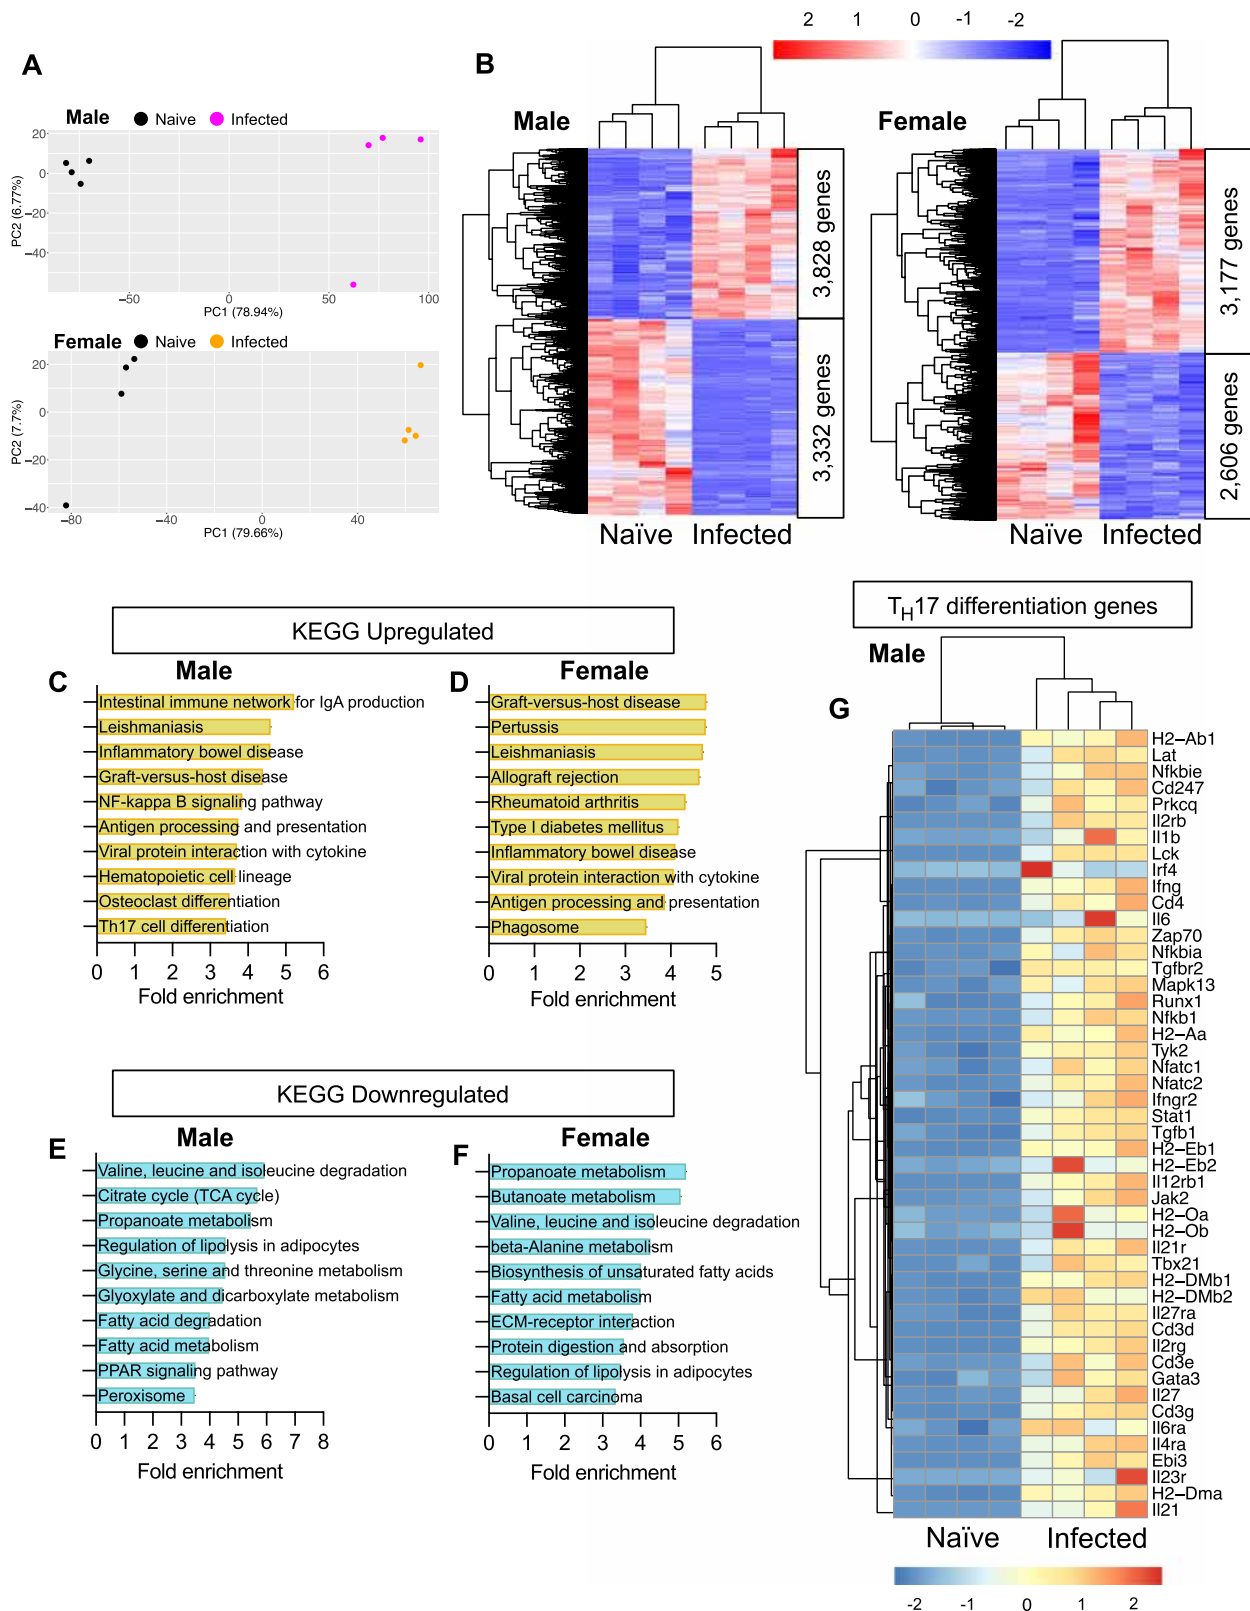 A
Male Naive Infected
20
0
−20
−40
PC2 (6.77%)
−50 0 50 100
PC1 (78.94%)
Female Naive Infected
20
0
−20
−40
PC2 (7.7%)
−80 −40 0 40
PC1 (79.66%)
B
2 1 0 -1 -2
Male
3,828 genes
3,332 genes
Naïve Infected
Female
3,177 genes
2,606 genes
Naïve Infected
KEGG Upregulated
C
Male
Intestinal immune network for IgA production
Leishmaniasis
Inflammatory bowel disease
Graft-versus-host disease
NF-kappa B signaling pathway
Antigen processing and presentation
Viral protein interaction with cytokine
Hematopoietic cell lineage
Osteoclast differentiation
Th17 cell differentiation
0 1 2 3 4 5 6
Fold enrichment
D
Female
Graft-versus-host disease
Pertussis
Leishmaniasis
Allograft rejection
Rheumatoid arthritis
Type I diabetes mellitus
Inflammatory bowel disease
Viral protein interaction with cytokine
Antigen processing and presentation
Phagosome
0 1 2 3 4 5
Fold enrichment
KEGG Downregulated
E
Male
Valine, leucine and isoleucine degradation
Citrate cycle (TCA cycle)
Propanoate metabolism
Regulation of lipolysis in adipocytes
Glycine, serine and threonine metabolism
Glyoxylate and dicarboxylate metabolism
Fatty acid degradation
Fatty acid metabolism
PPAR signaling pathway
Peroxisome
0 1 2 3 4 5 6 7 8
Fold enrichment
F
Female
Propanoate metabolism
Butanoate metabolism
Valine, leucine and isoleucine degradation
beta-Alanine metabolism
Biosynthesis of unsaturated fatty acids
Fatty acid metabolism
ECM-receptor interaction
Protein digestion and absorption
Regulation of lipolysis in adipocytes
Basal cell carcinoma
0 1 2 3 4 5 6
Fold enrichment
TH17 differentiation genes
Male
G
H2−Ab1
Lat
Nfkbie
Cd247
Prkcq
Il2rb
Il1b
Lck
Irf4
Ifng
Cd4
Il6
Zap70
Nfkbia
Tgfbr2
Mapk13
Runx1
Nfkb1
H2−Aa
Tyk2
Nfatc1
Nfatc2
Ifngr2
Stat1
Tgfb1
H2−Eb1
H2−Eb2
Il12rb1
Jak2
H2−Oa
H2−Ob
Il21r
Tbx21
H2−DMb1
H2−DMb2
Il27ra
Cd3d
Il2rg
Cd3e
Gata3
Il27
Cd3g
Il6ra
Il4ra
Ebi3
Il23r
H2−Dma
Il21
Naïve Infected
-2 -1 0 1 2